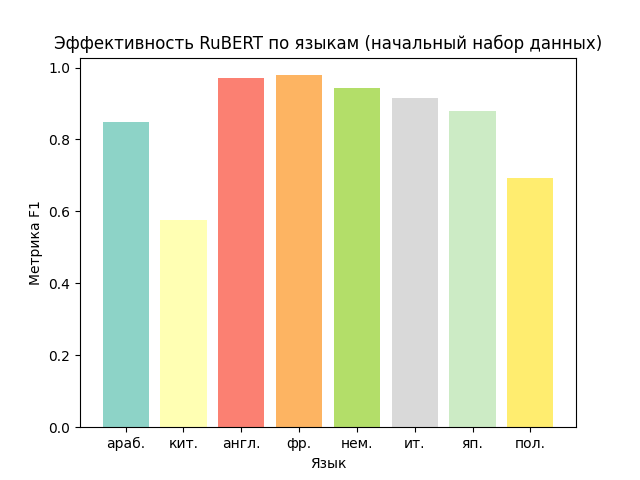 Эффективность RuBERT по языкам (начальный набор данных)
1.0
0.8
0.6
0.4
0.2
0.0
Метрика F1
араб. кит. англ. фр. нем. ит. яп. пол.
Язык